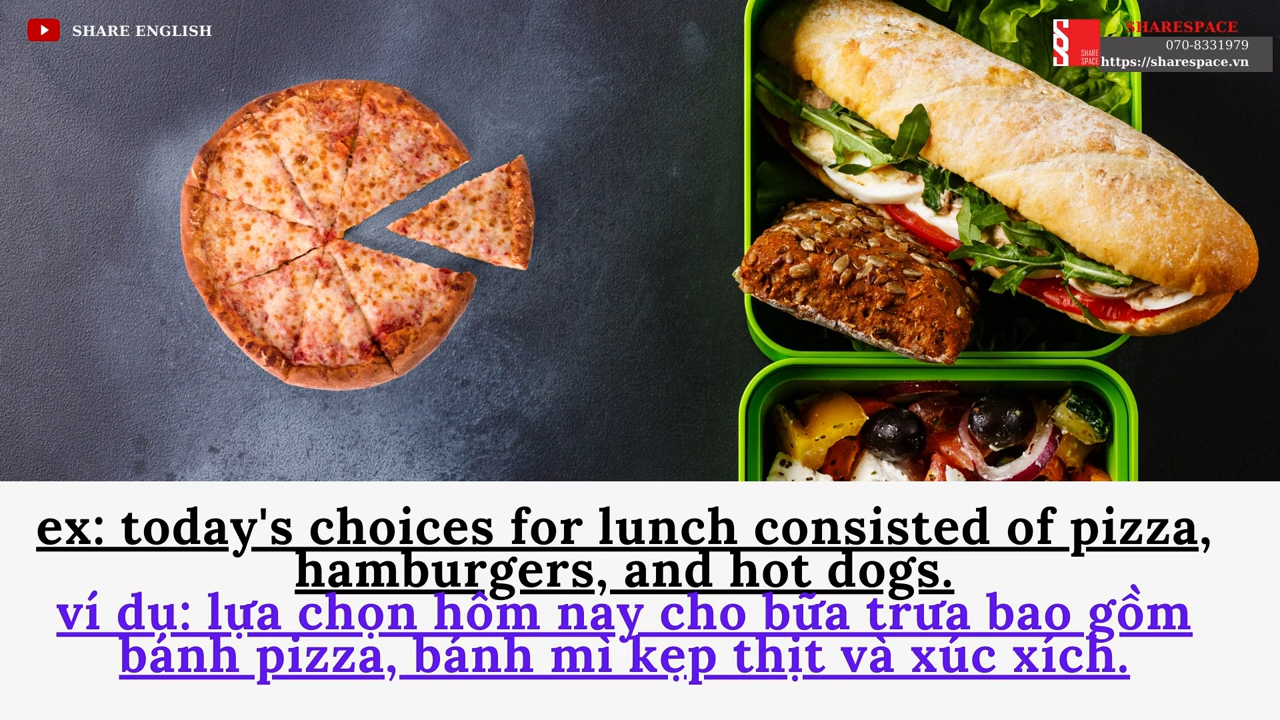 SHARE ENGLISH
SHARESPACE
070-8331979
SHARE
SPACE
https://sharespace.vn
ex: today's choices for lunch consisted of pizza,
hamburgers, and hot dogs.
ví dụ: lựa chọn hôm nay cho bữa trưa bao gồm
bánh pizza, bánh mì kẹp thịt và xúc xích.